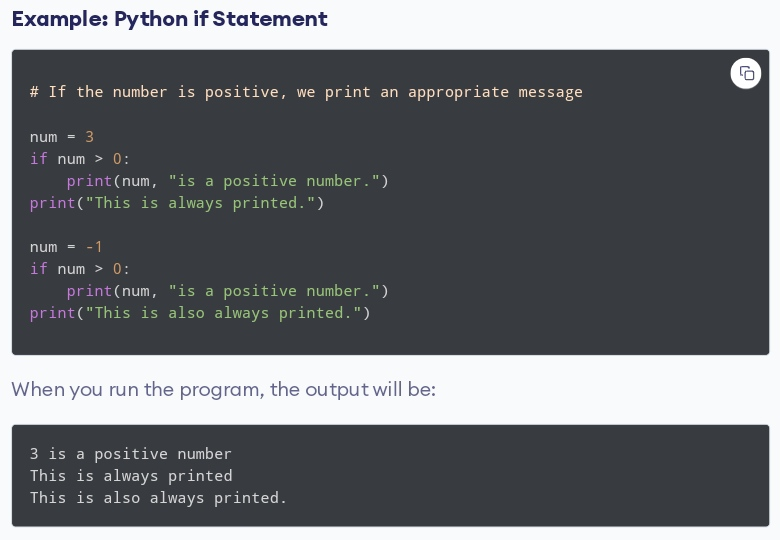 Example: Python if Statement
# If the number is positive, we print an appropriate message
num = 3
if num > 0:
    print(num, "is a positive number.")
print("This is always printed.")
num = -1
if num > 0:
    print(num, "is a positive number.")
print("This is also always printed.")
When you run the program, the output will be:
3 is a positive number
This is always printed
This is also always printed.